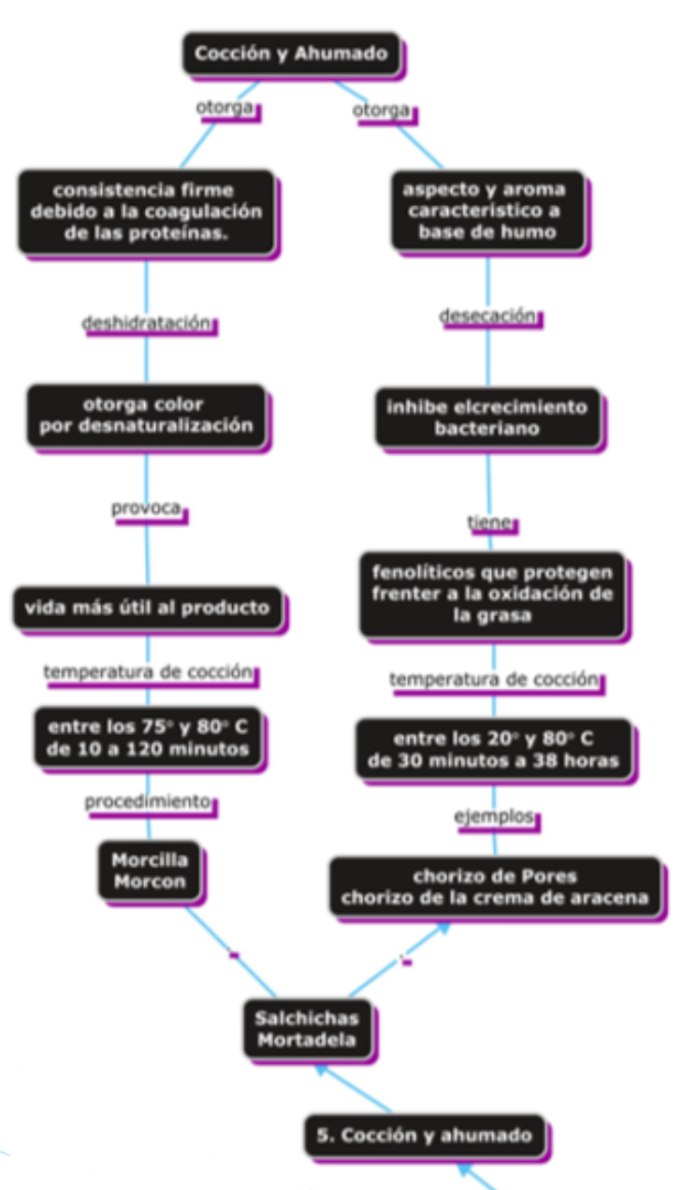 Cocción y Ahumado
otorga
otorga
consistencia firme
debido a la coagulación
de las proteínas.
aspecto y aroma
caracteristico a
base de humo
deshidratación
desecación
otorga color
por desnaturalización
inhibe elcrecimiento
bacteriano
provoca
tiene
fenolíticos que protegen
frenter a la oxidación de
la grasa
vida más útil al producto
temperatura de cocción
temperatura de cocción
entre los 75° y 80° C
de 10 a 120 minutos
entre los 20° y 80° C
de 30 minutos a 38 horas
procedimiento
ejemplos
Morcilla
Morcon
chorizo de Pores
chorizo de la crema de aracena
Salchichas
Mortadela
5. Cocción y ahumado